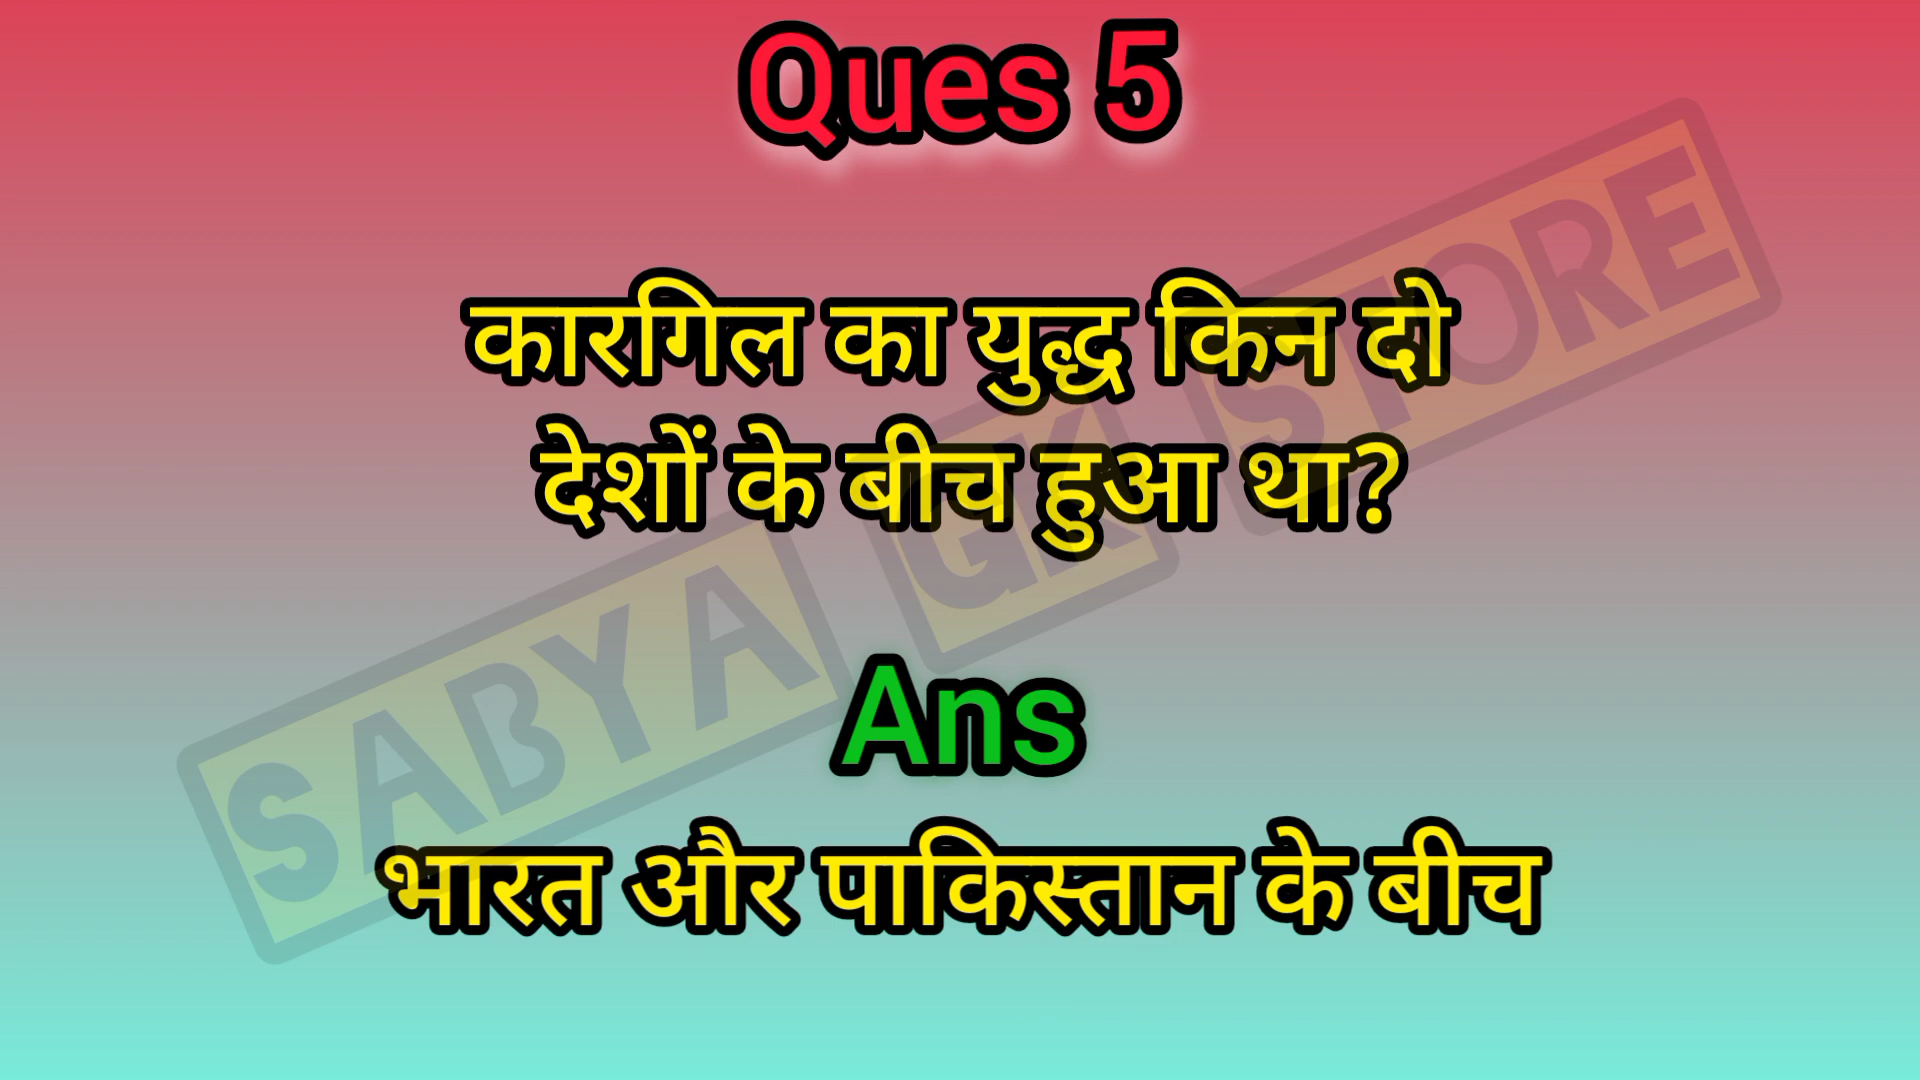 Ques 5
कारगिल का युद्ध किन दो
देशों के बीच हुआ था?
SABYA GK STORE
Ans
भारत और पाकिस्तान के बीच